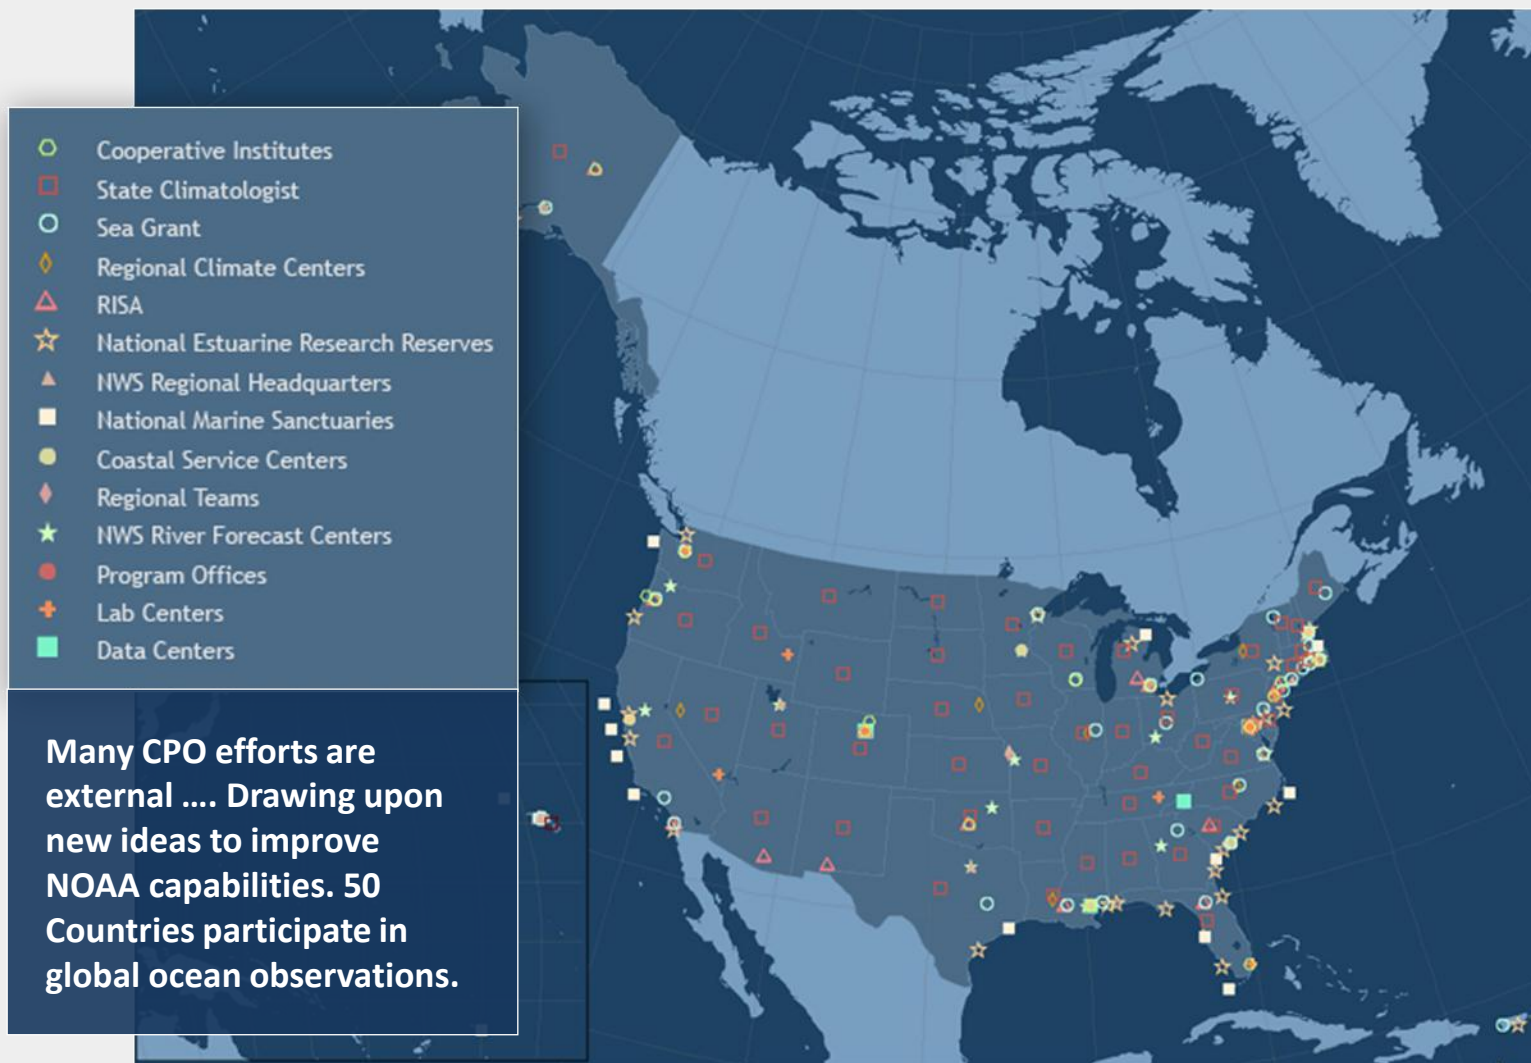 Cooperative Institutes
State Climatologist
Sea Grant
Regional Climate Centers
RISA
National Estuarine Research Reserves
NWS Regional Headquarters
National Marine Sanctuaries
Coastal Service Centers
Regional Teams
NWS River Forecast Centers
Program Offices
Lab Centers
Data Centers
Many CPO efforts are
external .... Drawing upon
new ideas to improve
NOAA capabilities. 50
Countries participate in
global ocean observations.